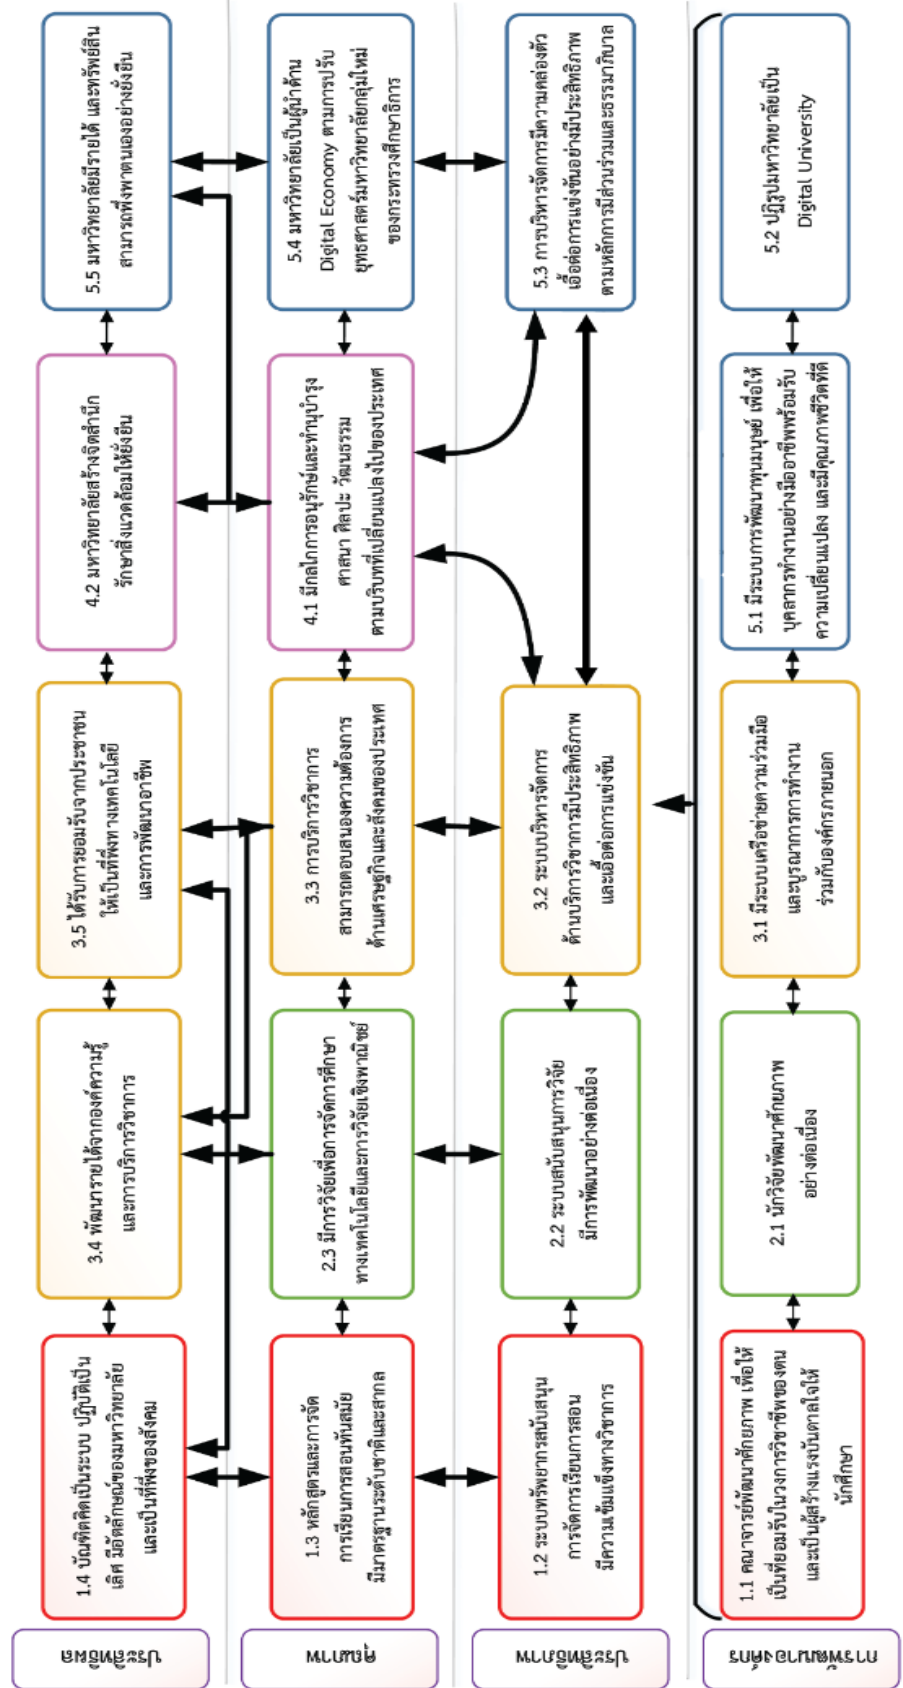 ประสิทธิผล
1.4 บัณฑิตคิดเป็นระบบ ปฏิบัติเป็น
เลิศ มีอัตลักษณ์ของมหาวิทยาลัย
และเป็นที่พึ่งของสังคม
3.4 พัฒนารายได้จากองค์ความรู้
และการบริการวิชาการ
3.5 ได้รับการยอมรับจากประชาชน
ให้เป็นที่พึ่งทางเทคโนโลยี
และการพัฒนาอาชีพ
4.2 มหาวิทยาลัยสร้างจิตสำนึก
รักษาสิ่งแวดล้อมให้ยั่งยืน
5.5 มหาวิทยาลัยมีรายได้ และทรัพย์สิน
สามารถพึ่งพาตนเองอย่างยั่งยืน
คุณภาพ
1.3 หลักสูตรและการจัด
การเรียนการสอนทันสมัย
มีมาตรฐานระดับชาติและสากล
2.3 มีการวิจัยเพื่อการจัดการศึกษา
ทางเทคโนโลยีและการวิจัยเชิงพาณิชย์
3.3 การบริการวิชาการ
สามารถตอบสนองความต้องการ
ด้านเศรษฐกิจและสังคมของประเทศ
4.1 มีกลไกการอนุรักษ์และทำนุบำรุง
ศาสนา ศิลปะ วัฒนธรรม
ตามบริบทที่เปลี่ยนแปลงไปของประเทศ
5.4 มหาวิทยาลัยเป็นผู้นำด้าน
Digital Economy ตามการปรับ
ยุทธศาสตร์มหาวิทยาลัยกลุ่มใหม่
ของกระทรวงศึกษาธิการ
ประสิทธิภาพ
1.2 ระบบทรัพยากรสนับสนุน
การจัดการเรียนการสอน
มีความเข้มแข็งทางวิชาการ
2.2 ระบบสนับสนุนการวิจัย
มีการพัฒนาอย่างต่อเนื่อง
3.2 ระบบบริหารจัดการ
ด้านบริการวิชาการมีประสิทธิภาพ
และเอื้อต่อการแข่งขัน
5.3 การบริหารจัดการมีความคล่องตัว
เอื้อต่อการแข่งขันอย่างมีประสิทธิภาพ
ตามหลักการมีส่วนร่วมและธรรมาภิบาล
การพัฒนาองค์กร
1.1 คณาจารย์พัฒนาศักยภาพ เพื่อให้
เป็นที่ยอมรับในวงการวิชาชีพของตน
และเป็นผู้สร้างแรงบันดาลใจให้
นักศึกษา
2.1 นักวิจัยพัฒนาศักยภาพ
อย่างต่อเนื่อง
3.1 มีระบบเครือข่ายความร่วมมือ
และบูรณาการการทำงาน
ร่วมกับองค์กรภายนอก
5.1 มีระบบการพัฒนาทุนมนุษย์ เพื่อให้
บุคลากรทำงานอย่างมืออาชีพพร้อมรับ
ความเปลี่ยนแปลง และมีคุณภาพชีวิตที่ดี
5.2 ปฏิรูปมหาวิทยาลัยเป็น
Digital University